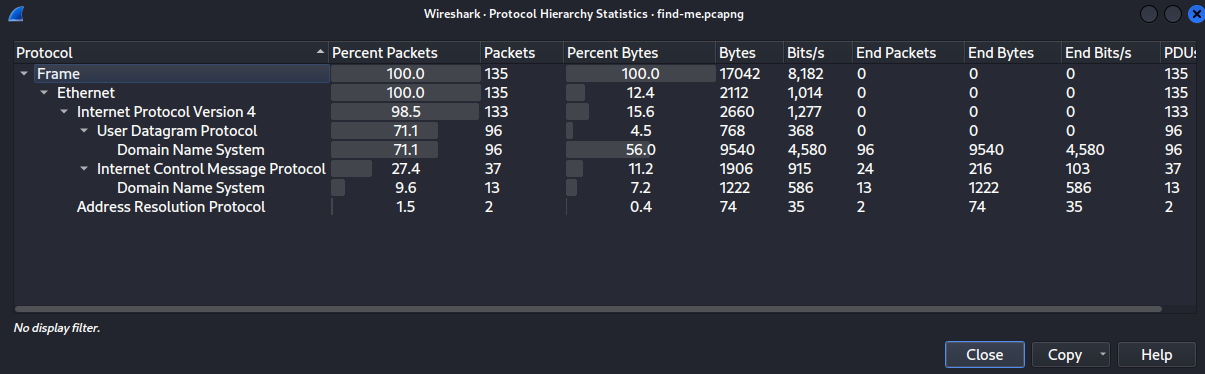 Wireshark · Protocol Hierarchy Statistics · find-me.pcapng
Protocol Percent Packets Packets Percent Bytes Bytes Bits/s End Packets End Bytes End Bits/s PDUs
Frame 100.0 135 100.0 17042 8,182 0 0 0 135
Ethernet 100.0 135 12.4 2112 1,014 0 0 0 135
Internet Protocol Version 4 98.5 133 15.6 2660 1,277 0 0 0 133
User Datagram Protocol 71.1 96 4.5 768 368 0 0 0 96
Domain Name System 71.1 96 56.0 9540 4,580 96 9540 4,580 96
Internet Control Message Protocol 27.4 37 11.2 1906 915 24 216 103 37
Domain Name System 9.6 13 7.2 1222 586 13 1222 586 13
Address Resolution Protocol 1.5 2 0.4 74 35 2 74 35 2
No display filter.
Close Copy Help